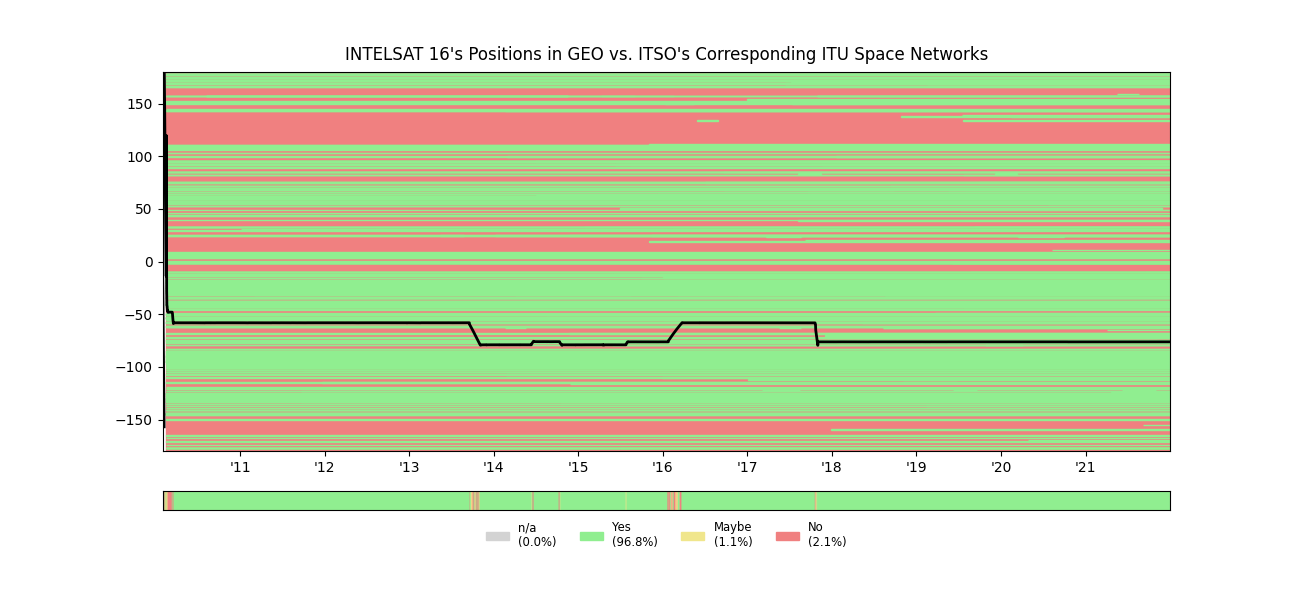 INTELSAT 16's Positions in GEO vs. ITSO's Corresponding ITU Space Networks
150
100
50
0
−50
−100
−150
'11 '12 '13 '14 '15 '16 '17 '18 '19 '20 '21
n/a Yes Maybe No
(0.0%) (96.8%) (1.1%) (2.1%)